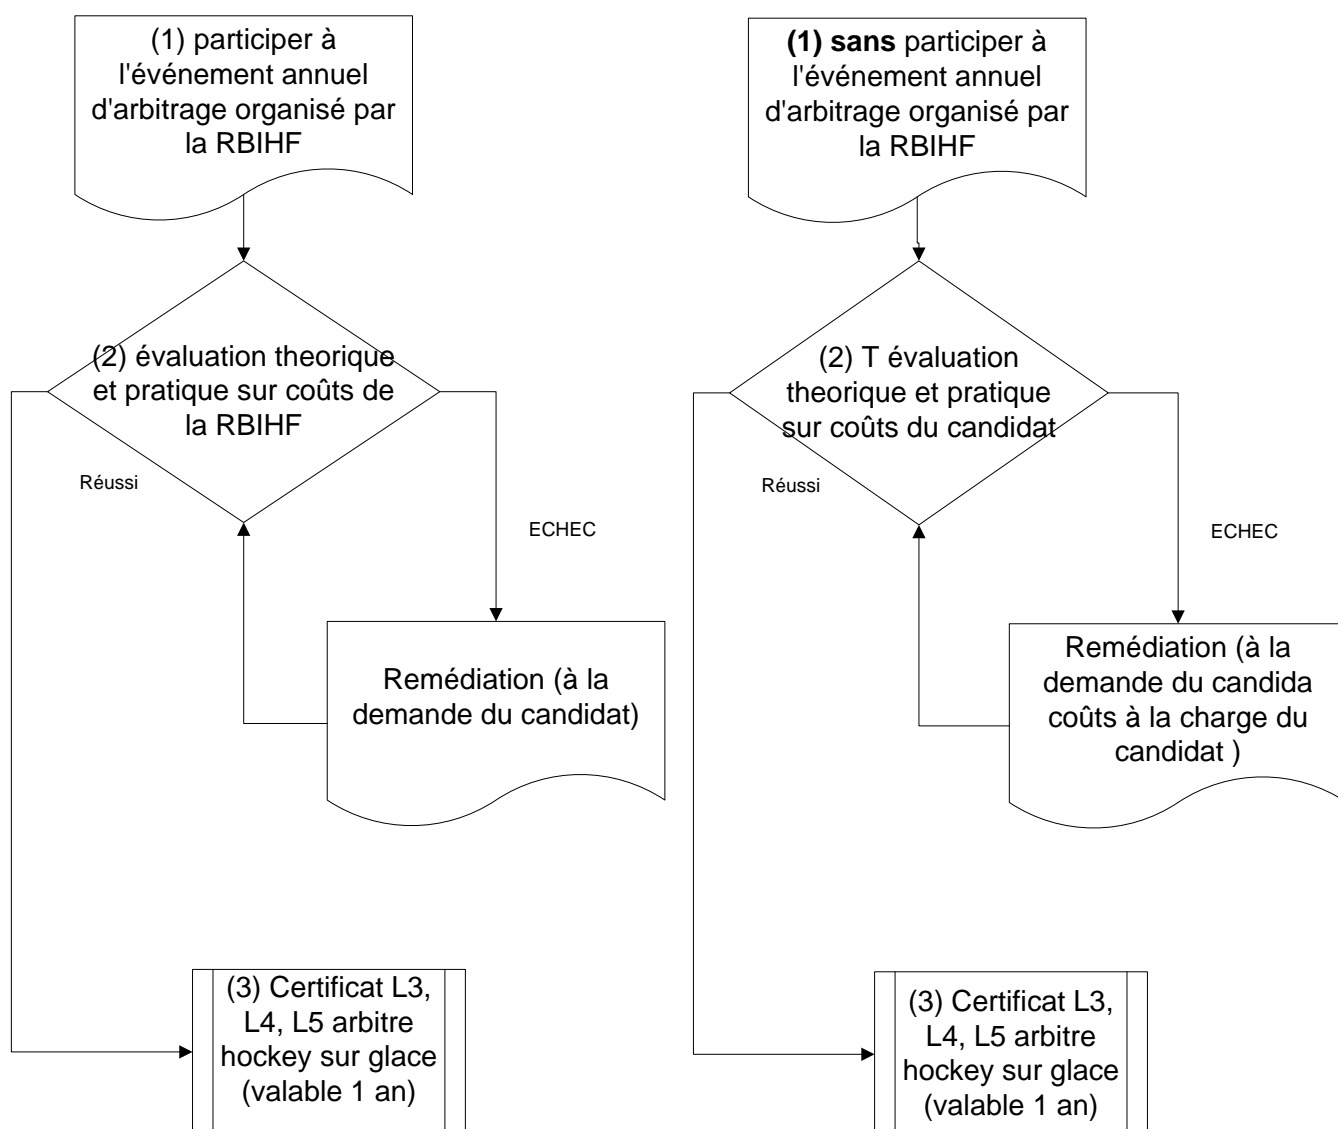 (1) participer à
l'événement annuel
d'arbitrage organisé par
la RBIHF
(2) évaluation theorique
et pratique sur coûts de
la RBIHF
Réussi
ECHEC
Remédiation (à la
demande du candidat)
(3) Certificat L3,
L4, L5 arbitre
hockey sur glace
(valable 1 an)
(1) sans participer à
l'événement annuel
d'arbitrage organisé par
la RBIHF
(2) T évaluation
theorique et pratique
sur coûts du candidat
Réussi
ECHEC
Remédiation (à la
demande du candida
coûts à la charge du
candidat )
(3) Certificat L3,
L4, L5 arbitre
hockey sur glace
(valable 1 an)